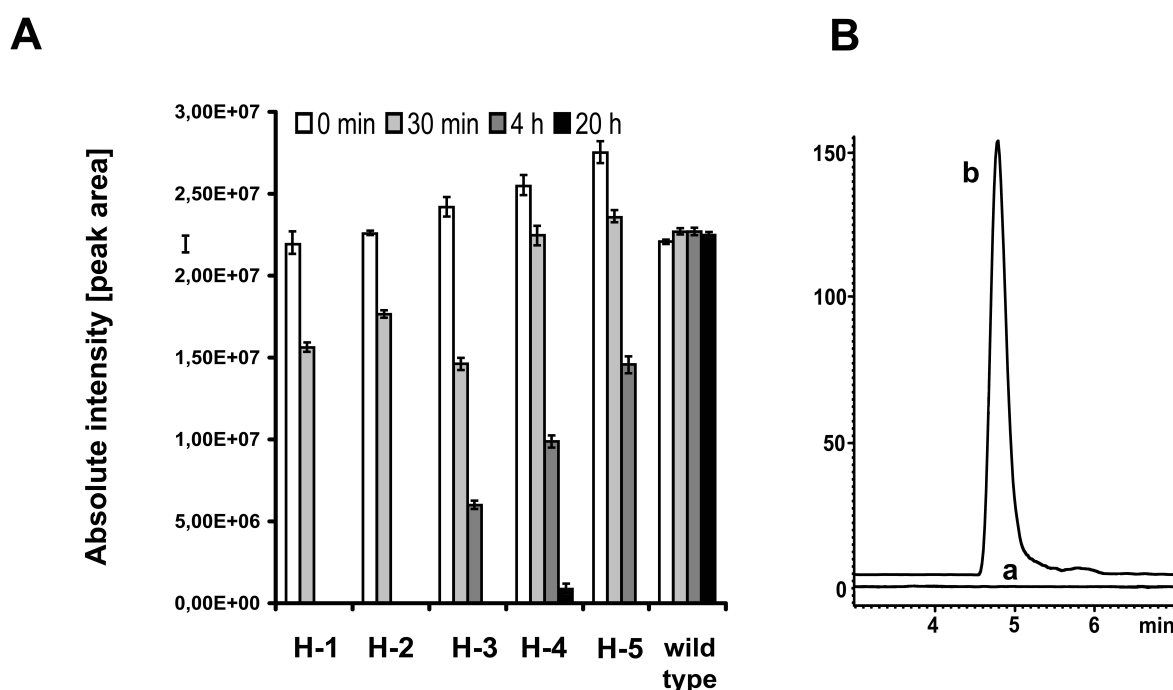 A
B
Absolute intensity [peak area]
3,00E+07
2,50E+07
2,00E+07
1,50E+07
1,00E+07
5,00E+06
0,00E+00
0 min 30 min 4 h 20 h
H-1 H-2 H-3 H-4 H-5 wild
type
150
100
50
0
b
a
4 5 6 min